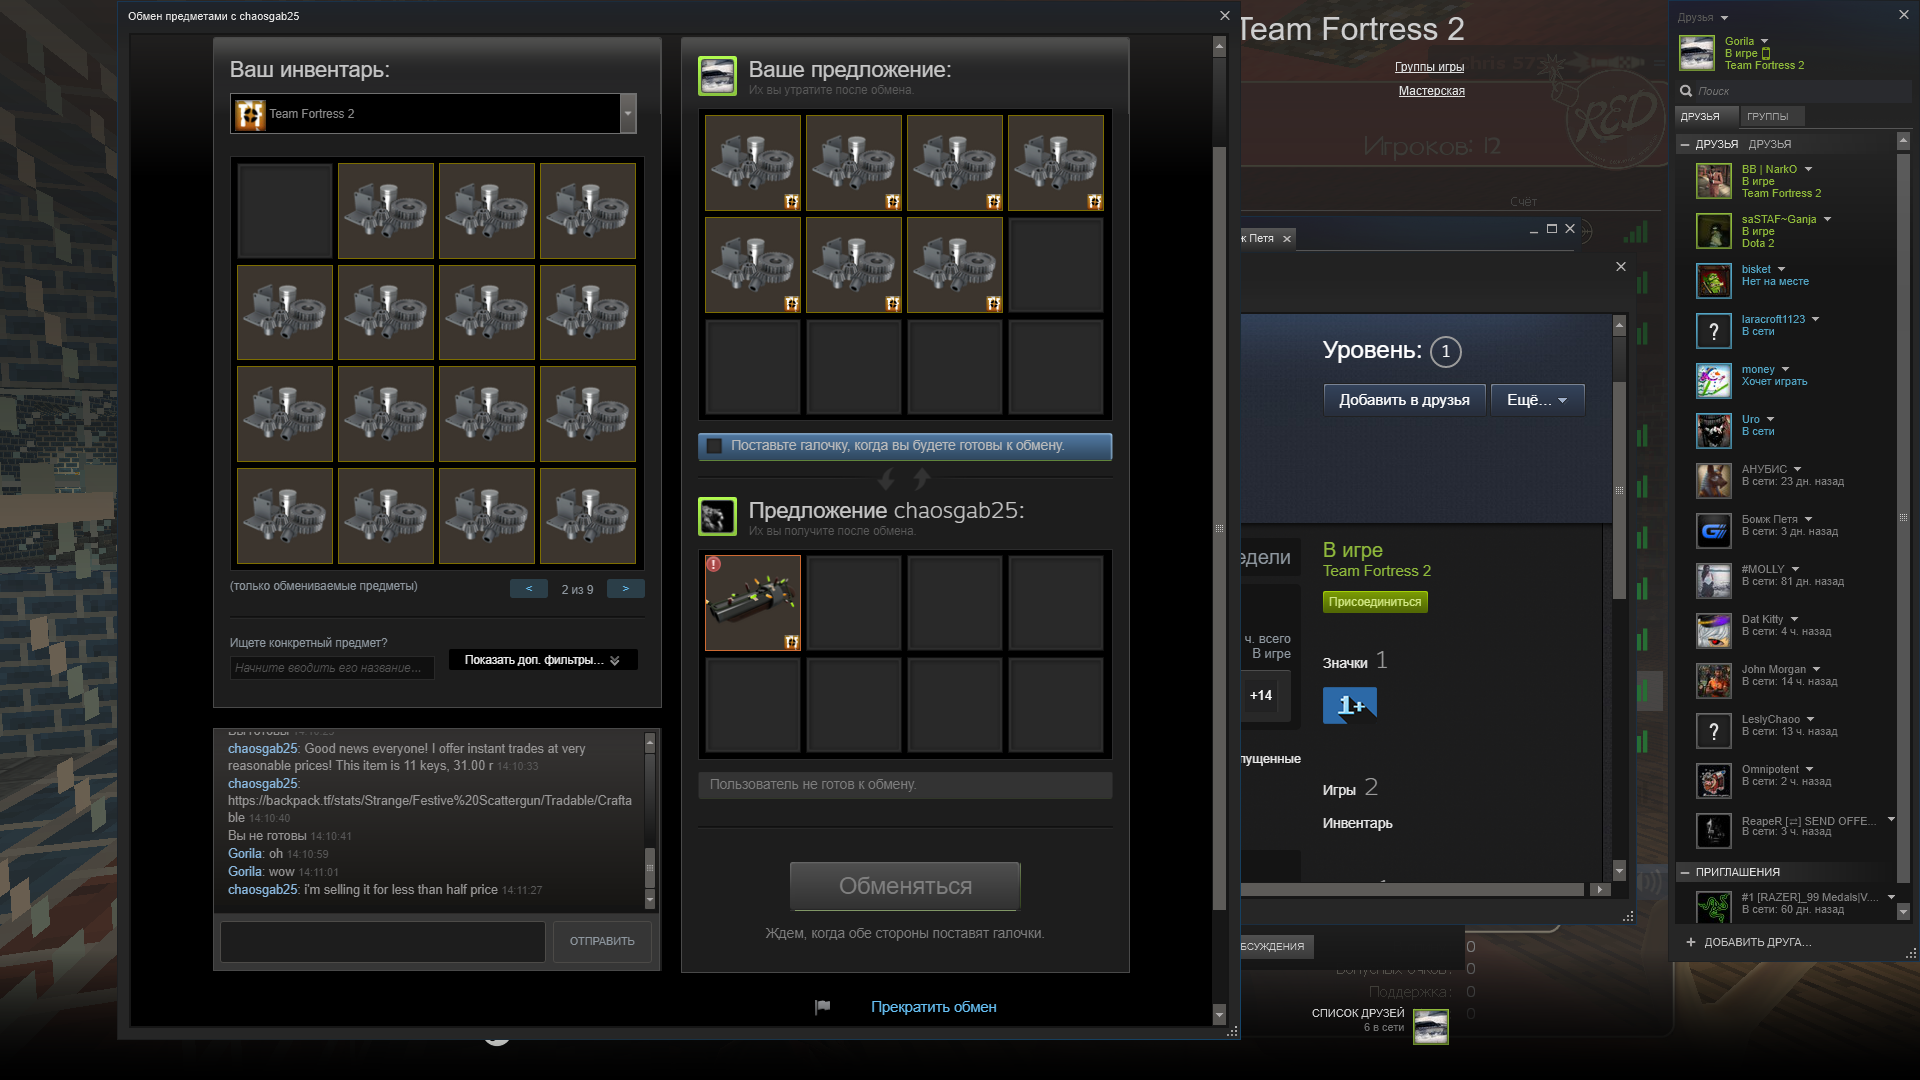 Обмен предметами с chaosgab25
Ваш инвентарь:
Team Fortress 2
(только обмениваемые предметы)
<
2 из 9
>
Ищете конкретный предмет?
Начните вводить его название...
Показать доп. фильтры...
14:10:25
chaosgab25: Good news everyone! I offer instant trades at very
reasonable prices! This item is 11 keys, 31.00 r 14:10:33
chaosgab25:
https://backpack.tf/stats/Strange/Festive%20Scattergun/Tradable/Crafta
ble 14:10:40
Вы не готовы 14:10:41
Gorila: oh 14:10:59
Gorila: wow 14:11:01
chaosgab25: i'm selling it for less than half price 14:11:27
ОТПРАВИТЬ
Ваше предложение:
Их вы утратите после обмена.
Поставьте галочку, когда вы будете готовы к обмену.
Предложение chaosgab25:
Их вы получите после обмена.
Пользователь не готов к обмену.
Обменяться
Ждем, когда обе стороны поставят галочки.
Прекратить обмен
Team Fortress 2
Группы игры
Мастерская
RED
Игроков: 12
Счёт
ж Петя
Уровень: 1
Добавить в друзья
Ещё...
едели
В игре
Team Fortress 2
Присоединиться
ч. всего
В игре
+14
Значки 1
1+
пущенные
Игры 2
Инвентарь
БСУЖДЕНИЯ
0
0
Поддержка: 0
0
СПИСОК ДРУЗЕЙ
6 в сети
Друзья
Gorila
В игре
Team Fortress 2
Поиск
ДРУЗЬЯ
ГРУППЫ
ДРУЗЬЯ ДРУЗЬЯ
BB | NarkO
В игре
Team Fortress 2
saSTAF~Ganja
В игре
Dota 2
bisket
Нет на месте
laracroft1123
В сети
money
Хочет играть
Uro
В сети
АНУБИС
В сети: 23 дн. назад
Бомж Петя
В сети: 3 дн. назад
#MOLLY
В сети: 81 дн. назад
Dat Kitty
В сети: 4 ч. назад
John Morgan
В сети: 14 ч. назад
LeslyChaoo
В сети: 13 ч. назад
Omnipotent
В сети: 2 ч. назад
ReapeR [⇄] SEND OFFE...
В сети: 3 ч. назад
ПРИГЛАШЕНИЯ
#1 [RAZER]_99 Medals|V....
В сети: 60 дн. назад
+ ДОБАВИТЬ ДРУГА...